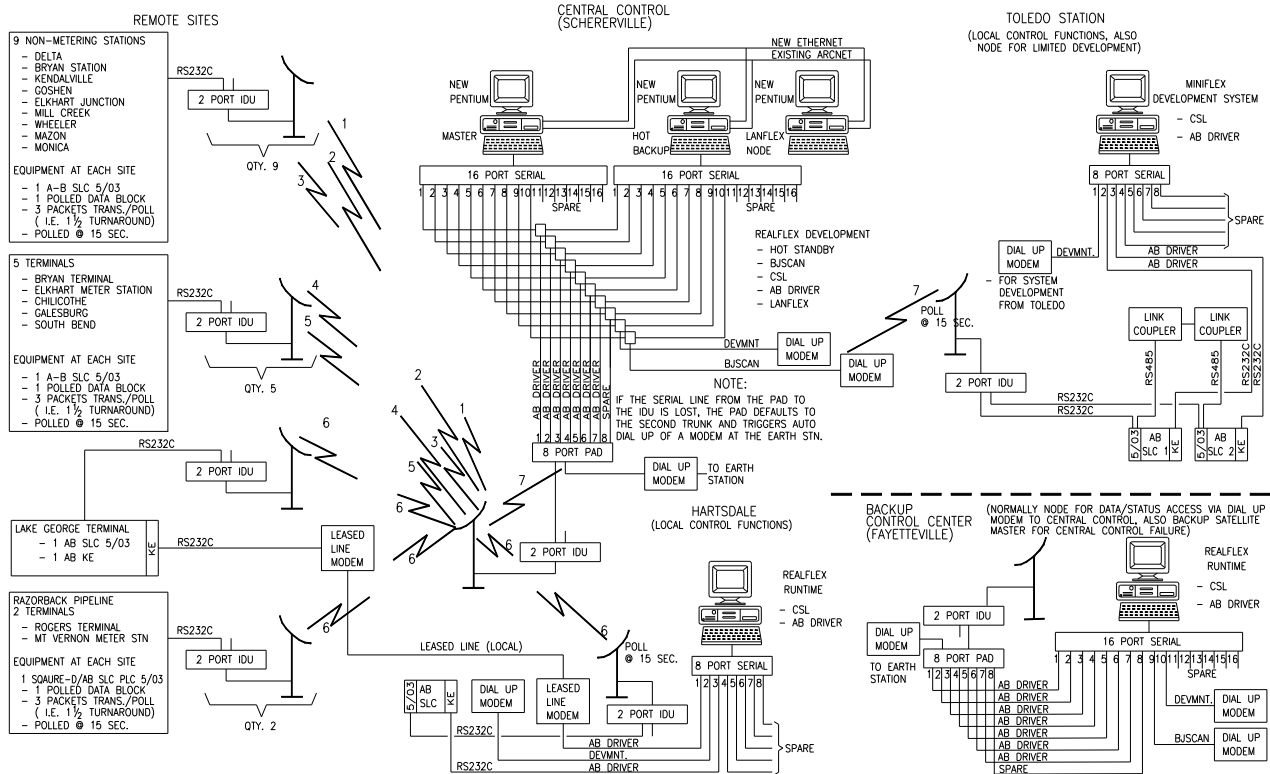 REMOTE SITES
9 NON-METERING STATIONS
- DELTA
- BRYAN STATION
- KENDALVILLE
- GOSHEN
- ELKHART JUNCTION
- MILL CREEK
- WHEELER
- MAZON
- MONICA
EQUIPMENT AT EACH SITE
- 1 A-B SLC 5/03
- 1 POLLED DATA BLOCK
- 3 PACKETS TRANS./POLL
( I.E. 1 ½ TURNAROUND)
- POLLED @ 15 SEC.
RS232C
2 PORT IDU
QTY. 9
1
2
3
5 TERMINALS
- BRYAN TERMINAL
- ELKHART METER STATION
- CHILICOTHE
- GALESBURG
- SOUTH BEND
EQUIPMENT AT EACH SITE
- 1 A-B SLC 5/03
- 1 POLLED DATA BLOCK
- 3 PACKETS TRANS./POLL
( I.E. 1 ½ TURNAROUND)
- POLLED @ 15 SEC.
RS232C
2 PORT IDU
QTY. 5
4
5
RS232C
2 PORT IDU
6
LAKE GEORGE TERMINAL
- 1 AB SLC 5/03
- 1 AB KE
KE
RS232C
LEASED
LINE
MODEM
RAZORBACK PIPELINE
2 TERMINALS
- ROGERS TERMINAL
- MT VERNON METER STN
EQUIPMENT AT EACH SITE
1 SQAURE-D/AB SLC PLC 5/03
- 1 POLLED DATA BLOCK
- 3 PACKETS TRANS./POLL
( I.E. 1 ½ TURNAROUND)
- POLLED @ 15 SEC.
RS232C
2 PORT IDU
QTY. 2
6
CENTRAL CONTROL
(SCHERERVILLE)
NEW ETHERNET
EXISTING ARCNET
NEW
PENTIUM
MASTER
NEW
PENTIUM
HOT
BACKUP
NEW
PENTIUM
LANFLEX
NODE
16 PORT SERIAL
16 PORT SERIAL
1 2 3 4 5 6 7 8 9 10 11 12 13 14 15 16
1 2 3 4 5 6 7 8 9 10 11 12 13 14 15 16
SPARE
SPARE
REALFLEX DEVELOPMENT
- HOT STANDBY
- BJSCAN
- CSL
- AB DRIVER
- LANFLEX
DEVMNT
DIAL UP
MODEM
BJSCAN
DIAL UP
MODEM
AB DRIVER
AB DRIVER
AB DRIVER
AB DRIVER
AB DRIVER
AB DRIVER
AB DRIVER
SPARE
1 2 3 4 5 6 7 8
8 PORT PAD
NOTE:
IF THE SERIAL LINE FROM THE PAD TO
THE IDU IS LOST, THE PAD DEFAULTS TO
THE SECOND TRUNK AND TRIGGERS AUTO
DIAL UP OF A MODEM AT THE EARTH STN.
DIAL UP
MODEM
TO EARTH
STATION
2
4
1
3
5
6
7
6
6
2 PORT IDU
HARTSDALE
(LOCAL CONTROL FUNCTIONS)
REALFLEX
RUNTIME
- CSL
- AB DRIVER
6
POLL
@ 15 SEC.
LEASED LINE (LOCAL)
8 PORT SERIAL
1 2 3 4 5 6 7 8
5/03
AB
SLC
KE
DIAL UP
MODEM
LEASED
LINE
MODEM
2 PORT IDU
RS232C
AB DRIVER
DEVMNT.
RS232C
AB DRIVER
SPARE
TOLEDO STATION
(LOCAL CONTROL FUNCTIONS, ALSO
NODE FOR LIMITED DEVELOPMENT)
MINIFLEX
DEVELOPMENT SYSTEM
- CSL
- AB DRIVER
8 PORT SERIAL
1 2 3 4 5 6 7 8
SPARE
DIAL UP
MODEM
DEVMNT.
AB DRIVER
AB DRIVER
- FOR SYSTEM
DEVELOPMENT
FROM TOLEDO
7
POLL
@ 15 SEC.
LINK
COUPLER
LINK
COUPLER
RS485
RS485
RS232C
RS232C
2 PORT IDU
RS232C
RS232C
5/03
AB
SLC 1
KE
5/03
AB
SLC 2
KE
BACKUP
CONTROL CENTER
(FAYETTEVILLE)
(NORMALLY NODE FOR DATA/STATUS ACCESS VIA DIAL UP
MODEM TO CENTRAL CONTROL, ALSO BACKUP SATELLITE
MASTER FOR CENTRAL CONTROL FAILURE)
REALFLEX
RUNTIME
- CSL
- AB DRIVER
2 PORT IDU
DIAL UP
MODEM
TO EARTH
STATION
8 PORT PAD
1 2 3 4 5 6 7 8
16 PORT SERIAL
1 2 3 4 5 6 7 8 9 10 11 12 13 14 15 16
SPARE
AB DRIVER
AB DRIVER
AB DRIVER
AB DRIVER
AB DRIVER
AB DRIVER
AB DRIVER
SPARE
DEVMNT.
DIAL UP
MODEM
BJSCAN
DIAL UP
MODEM